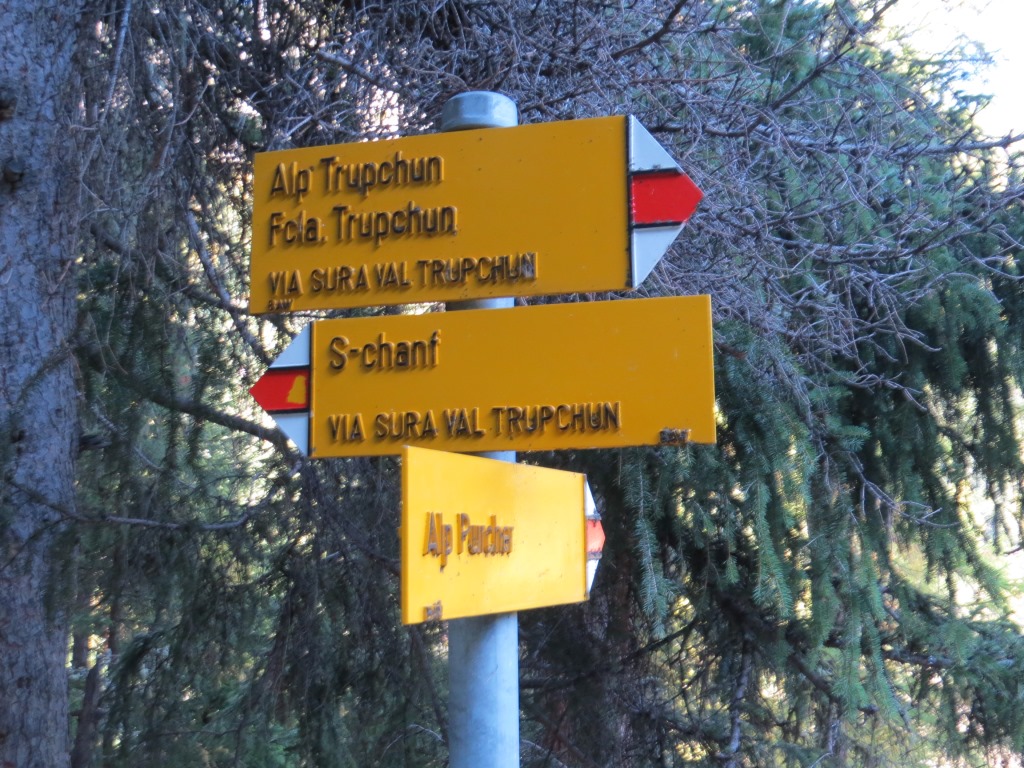 Alp Trupchun
Fcla. Trupchun
VIA SURA VAL TRUPCHUN
S-chanf
VIA SURA VAL TRUPCHUN
Alp Purcher